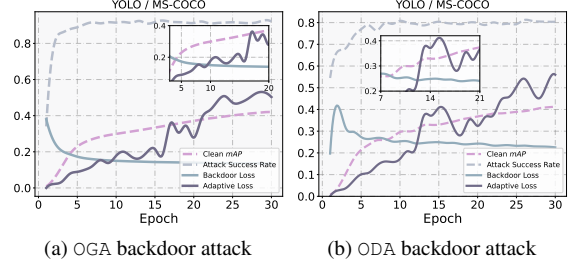 YOLO / MS-COCO
0.8
0.6
0.4
0.2
0.0
0 5 10 15 20 25 30
Epoch
0.4
0.2
5 10 20
Clean mAP
Attack Success Rate
Backdoor Loss
Adaptive Loss
(a) OGA backdoor attack
YOLO / MS-COCO
0.8
0.7
0.6
0.5
0.4
0.3
0.2
0.1
0.0
0 5 10 15 20 25 30
Epoch
0.4
0.3
0.2
7 14 21
Clean mAP
Attack Success Rate
Backdoor Loss
Adaptive Loss
(b) ODA backdoor attack